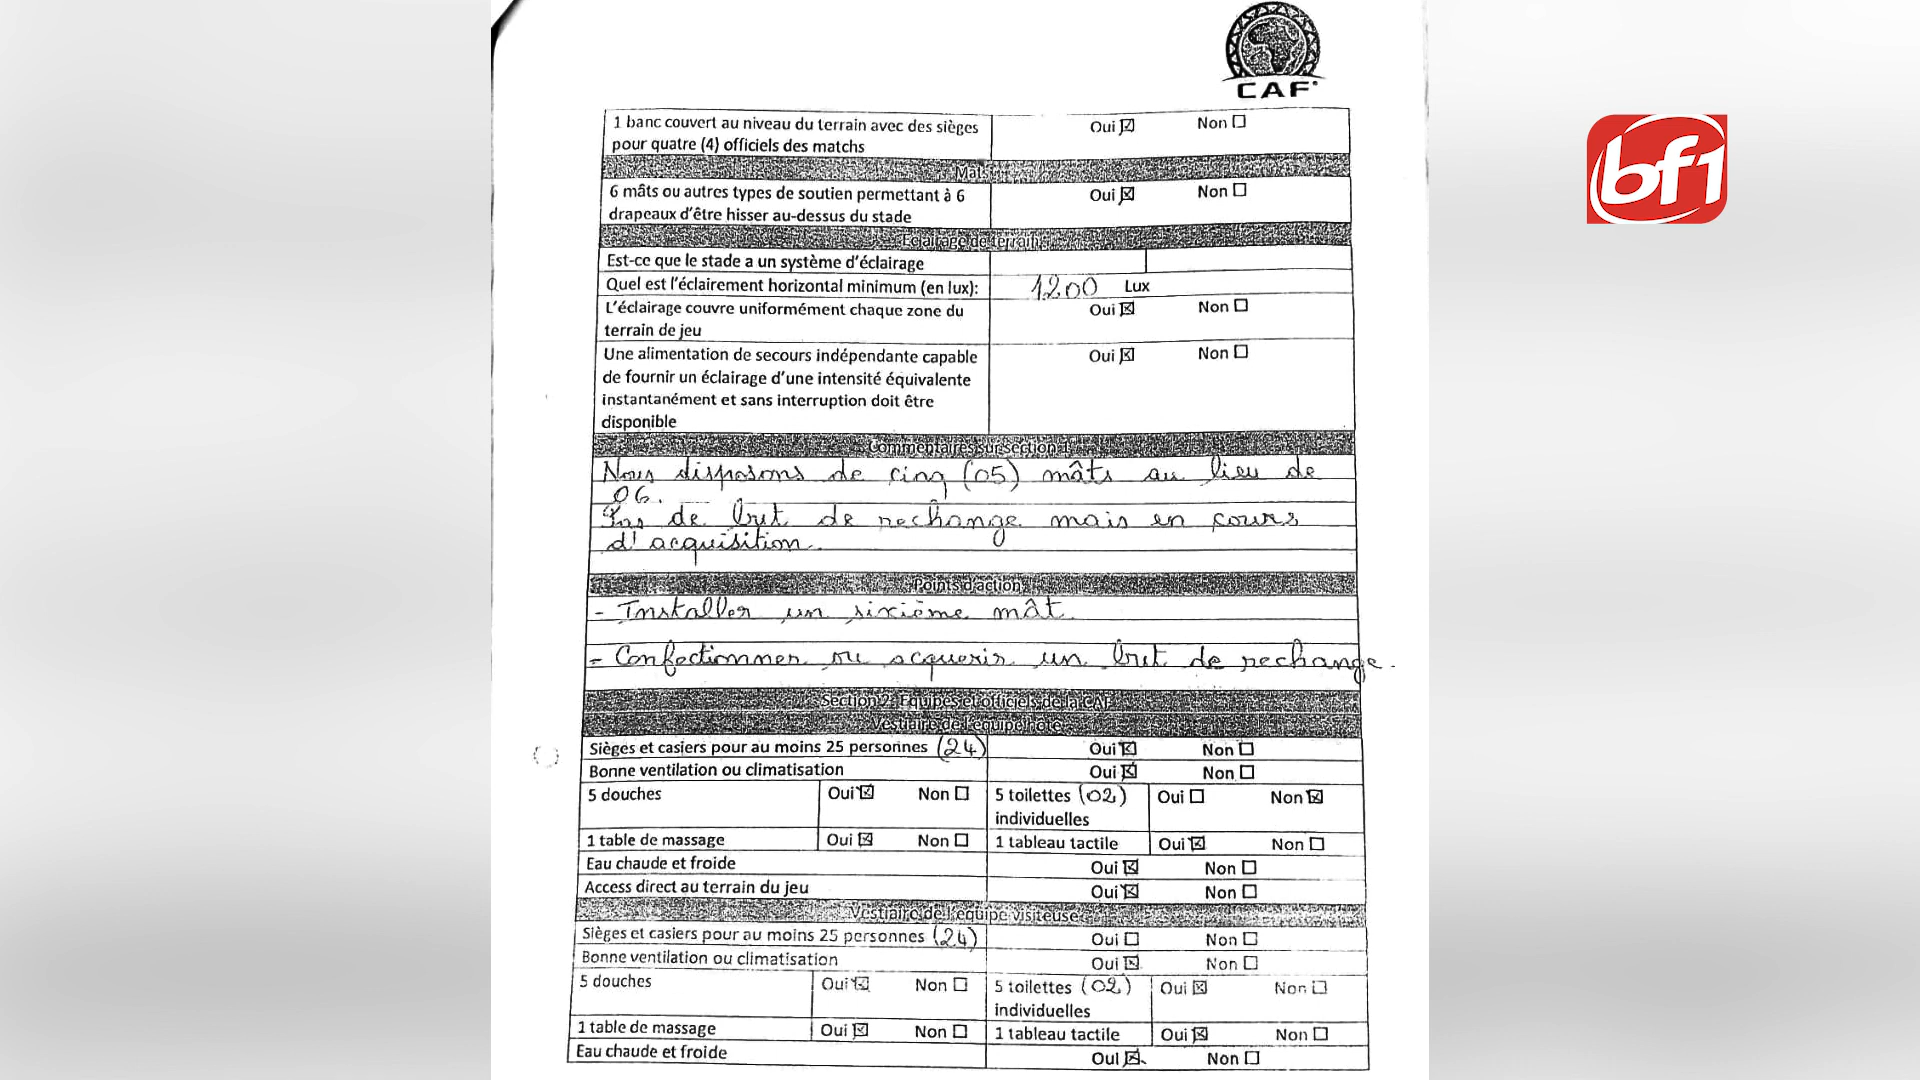 CAF
bf1
1 banc couvert au niveau du terrain avec des sièges Oui ☒ Non ☐
pour quatre (4) officiels des matchs
Mâts
6 mâts ou autres types de soutien permettant à 6 Oui ☒ Non ☐
drapeaux d'être hisser au-dessus du stade
Eclairage de terrain
Est-ce que le stade a un système d'éclairage
Quel est l'éclairement horizontal minimum (en lux): 1200 Lux
L'éclairage couvre uniformément chaque zone du Oui ☒ Non ☐
terrain de jeu
Une alimentation de secours indépendante capable Oui ☒ Non ☐
de fournir un éclairage d'une intensité équivalente
instantanément et sans interruption doit être
disponible
Commentaires sur section 1
Nous disposons de cinq (05) mâts au lieu de
06.
Pas de but de rechange mais en cours
d'acquisition.
Points d'action
- Installer un sixième mât.
- Confectionner ou acquerir un but de rechange.
Section 2: Equipes et officiels de la CAF
Vestiaire de l'équipe hôte
Sièges et casiers pour au moins 25 personnes (24) Oui ☒ Non ☐
Bonne ventilation ou climatisation Oui ☒ Non ☐
5 douches Oui ☒ Non ☐ 5 toilettes (02) Oui ☐ Non ☒
individuelles
1 table de massage Oui ☒ Non ☐ 1 tableau tactile Oui ☒ Non ☐
Eau chaude et froide Oui ☒ Non ☐
Access direct au terrain du jeu Oui ☒ Non ☐
Vestiaire de l'équipe visiteuse
Sièges et casiers pour au moins 25 personnes (24) Oui ☐ Non ☐
Bonne ventilation ou climatisation Oui ☒ Non ☐
5 douches Oui ☒ Non ☐ 5 toilettes (02) Oui ☒ Non ☐
individuelles
1 table de massage Oui ☒ Non ☐ 1 tableau tactile Oui ☒ Non ☐
Eau chaude et froide Oui ☒ Non ☐